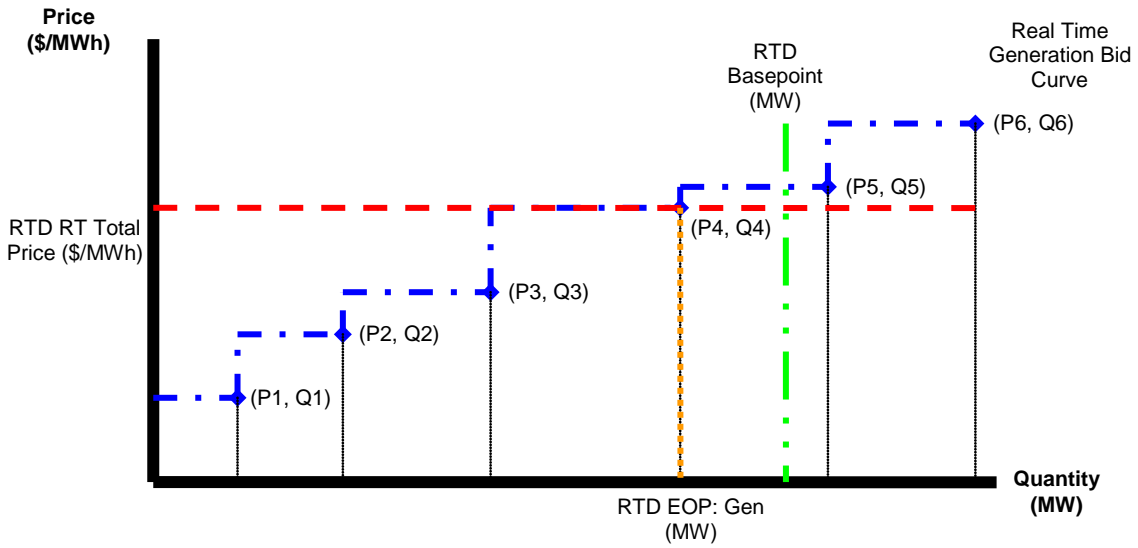 Price
($/MWh)
Real Time
Generation Bid
Curve
RTD
Basepoint
(MW)
(P6, Q6)
(P5, Q5)
RTD RT Total
Price ($/MWh)
(P4, Q4)
(P3, Q3)
(P2, Q2)
(P1, Q1)
Quantity
(MW)
RTD EOP: Gen
(MW)